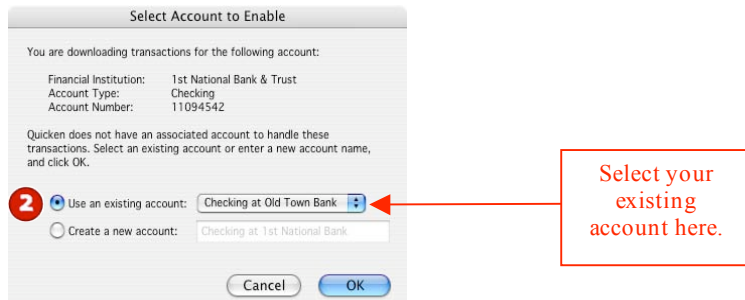 Select Account to Enable
You are downloading transactions for the following account:
Financial Institution: 1st National Bank & Trust
Account Type: Checking
Account Number: 11094542
Quicken does not have an associated account to handle these
transactions. Select an existing account or enter a new account name,
and click OK.
2 Use an existing account: Checking at Old Town Bank
Create a new account: Checking at 1st National Bank
Cancel OK
Select your
existing
account here.